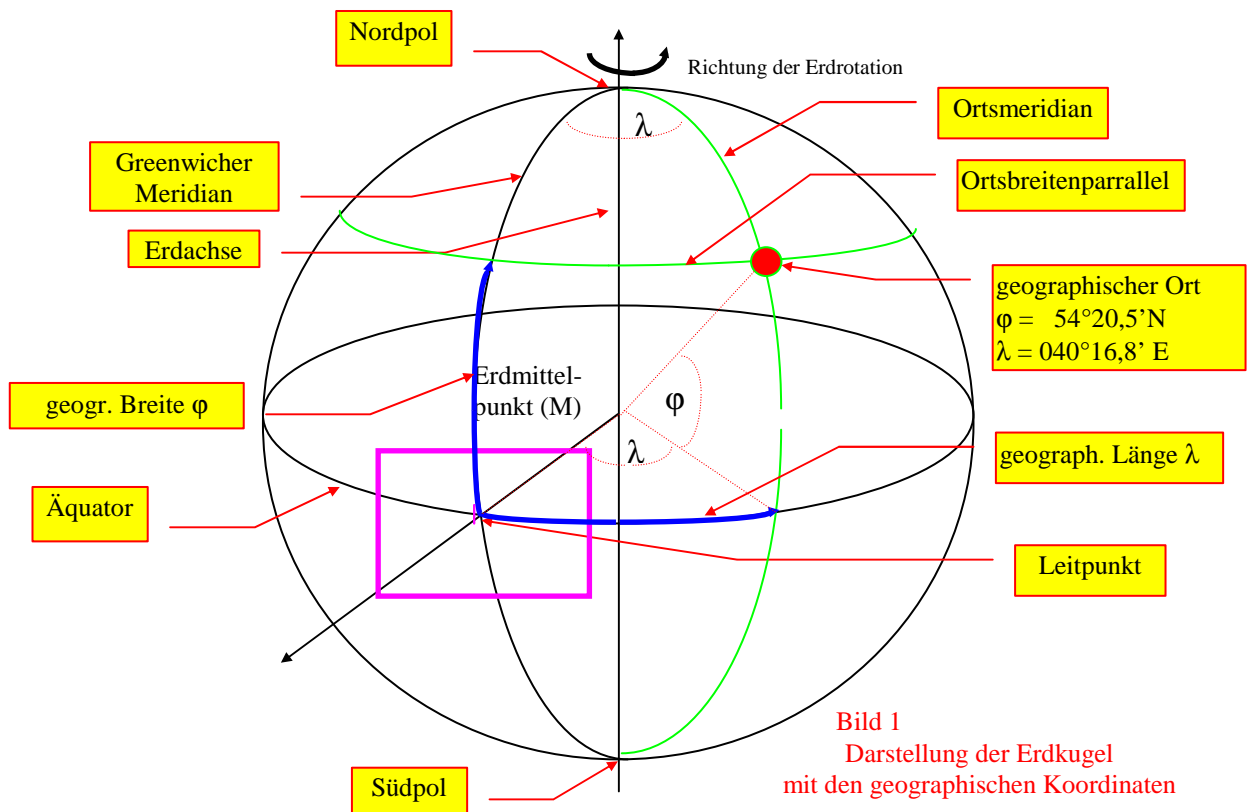 Nordpol
Richtung der Erdrotation
λ
Ortsmeridian
Greenwicher
Meridian
Ortsbreitenparrallel
Erdachse
geographischer Ort
φ =   54°20,5’N
λ = 040°16,8’ E
Erdmittel-
punkt (M)
φ
geogr. Breite φ
λ
geograph. Länge λ
Äquator
Leitpunkt
Bild 1
Darstellung der Erdkugel
mit den geographischen Koordinaten
Südpol